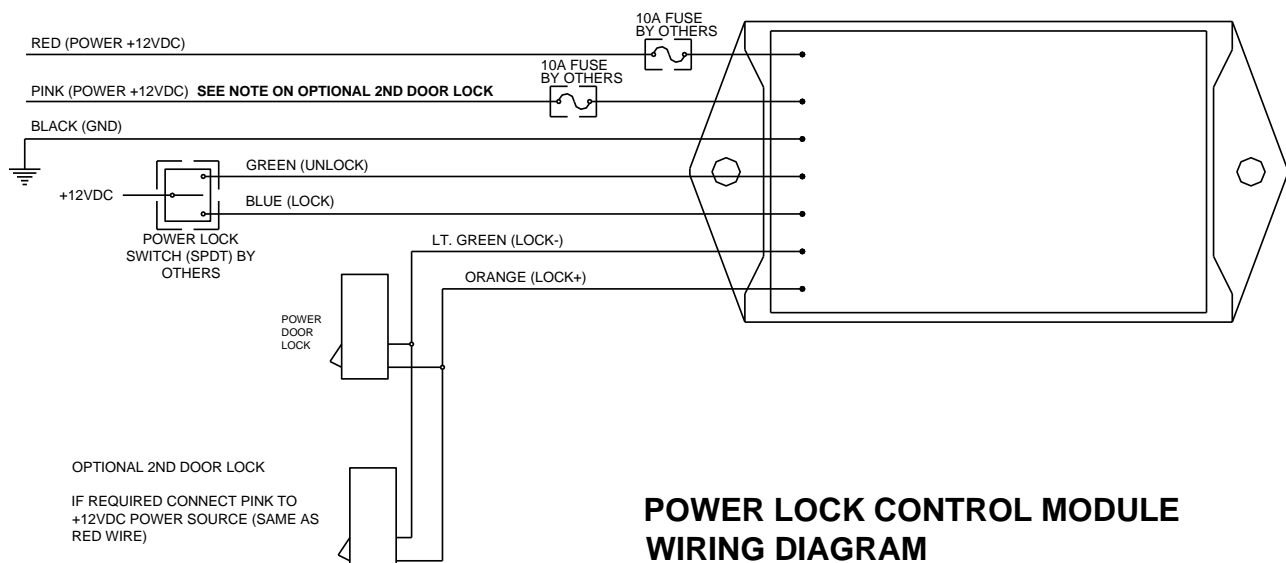 10A FUSE
BY OTHERS
RED (POWER +12VDC)
10A FUSE
BY OTHERS
PINK (POWER +12VDC) SEE NOTE ON OPTIONAL 2ND DOOR LOCK
BLACK (GND)
GREEN (UNLOCK)
+12VDC
BLUE (LOCK)
POWER LOCK
SWITCH (SPDT) BY
OTHERS
LT. GREEN (LOCK-)
ORANGE (LOCK+)
POWER
DOOR
LOCK
OPTIONAL 2ND DOOR LOCK
IF REQUIRED CONNECT PINK TO
+12VDC POWER SOURCE (SAME AS
RED WIRE)
POWER LOCK CONTROL MODULE
WIRING DIAGRAM